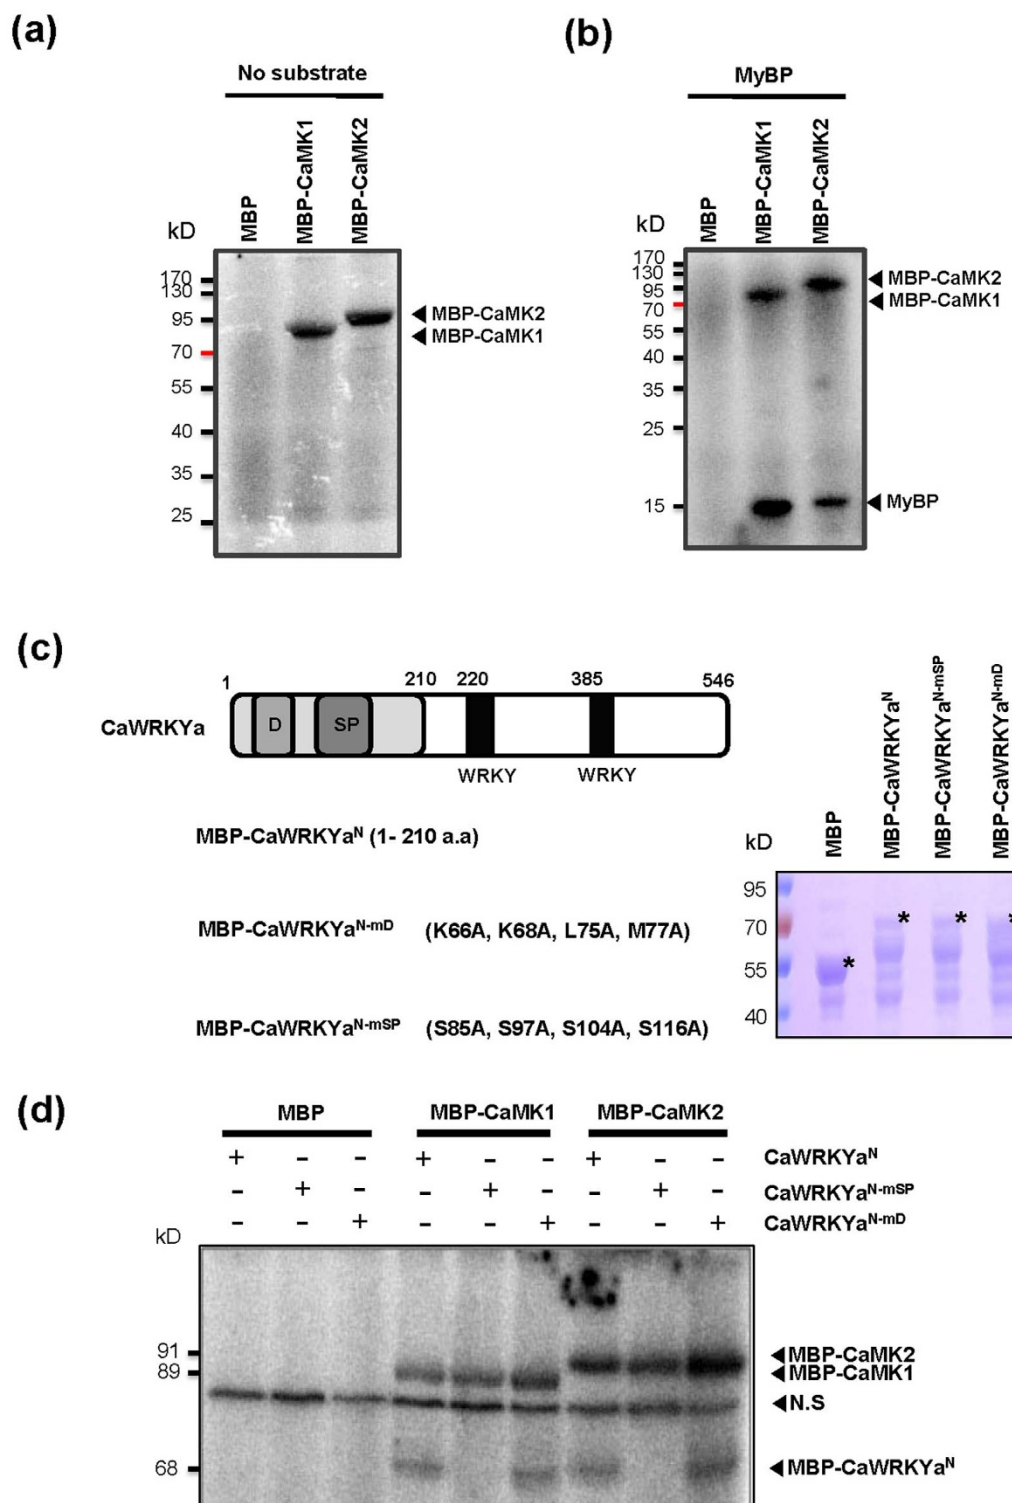 (a)
No substrate
MBP
MBP-CaMK1
MBP-CaMK2
kD
170
130
95
70
55
40
35
25
MBP-CaMK2
MBP-CaMK1
(b)
MyBP
MBP
MBP-CaMK1
MBP-CaMK2
kD
170
130
95
70
55
40
35
25
15
MBP-CaMK2
MBP-CaMK1
MyBP
(c)
1 210 220 385 546
CaWRKYa D SP
WRKY WRKY
MBP-CaWRKYaᴺ (1- 210 a.a)
MBP-CaWRKYaᴺ⁻ᵐᴰ (K66A, K68A, L75A, M77A)
MBP-CaWRKYaᴺ⁻ᵐˢᴾ (S85A, S97A, S104A, S116A)
MBP
MBP-CaWRKYaᴺ
MBP-CaWRKYaᴺ⁻ᵐˢᴾ
MBP-CaWRKYaᴺ⁻ᵐᴰ
kD
95
70
55
40
* * * *
(d)
MBP MBP-CaMK1 MBP-CaMK2
+ – – + – – + – – CaWRKYaᴺ
– + – – + – – + – CaWRKYaᴺ⁻ᵐˢᴾ
– – + – – + – – + CaWRKYaᴺ⁻ᵐᴰ
kD
91
89
68
MBP-CaMK2
MBP-CaMK1
N.S
MBP-CaWRKYaᴺ